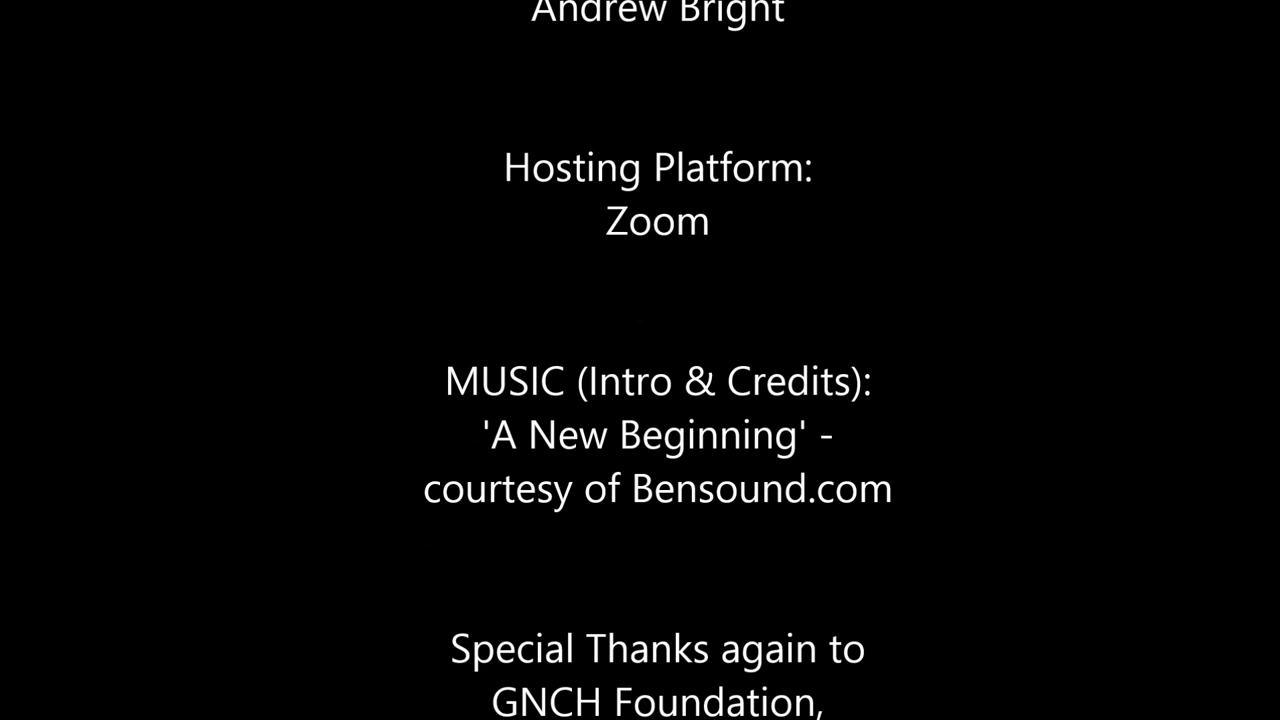 Andrew Bright
Hosting Platform:
Zoom
MUSIC (Intro & Credits):
'A New Beginning' -
courtesy of Bensound.com
Special Thanks again to
GNCH Foundation,